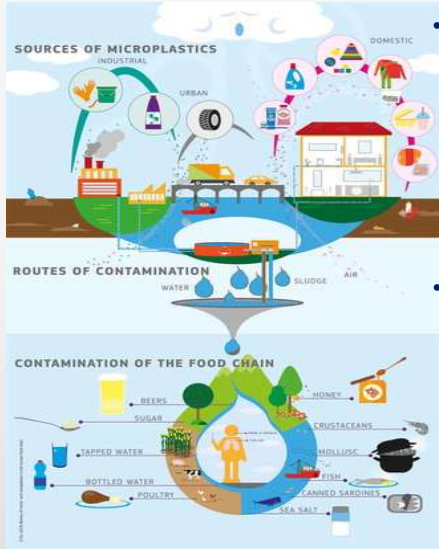 SOURCES OF MICROPLASTICS
DOMESTIC
INDUSTRIAL
URBAN
ROUTES OF CONTAMINATION
WATER
SLUDGE
AIR
CONTAMINATION OF THE FOOD CHAIN
BEERS
HONEY
SUGAR
CRUSTACEANS
TAPPED WATER
MOLLUSC
BOTTLED WATER
FISH
POULTRY
CANNED SARDINES
SEA SALT